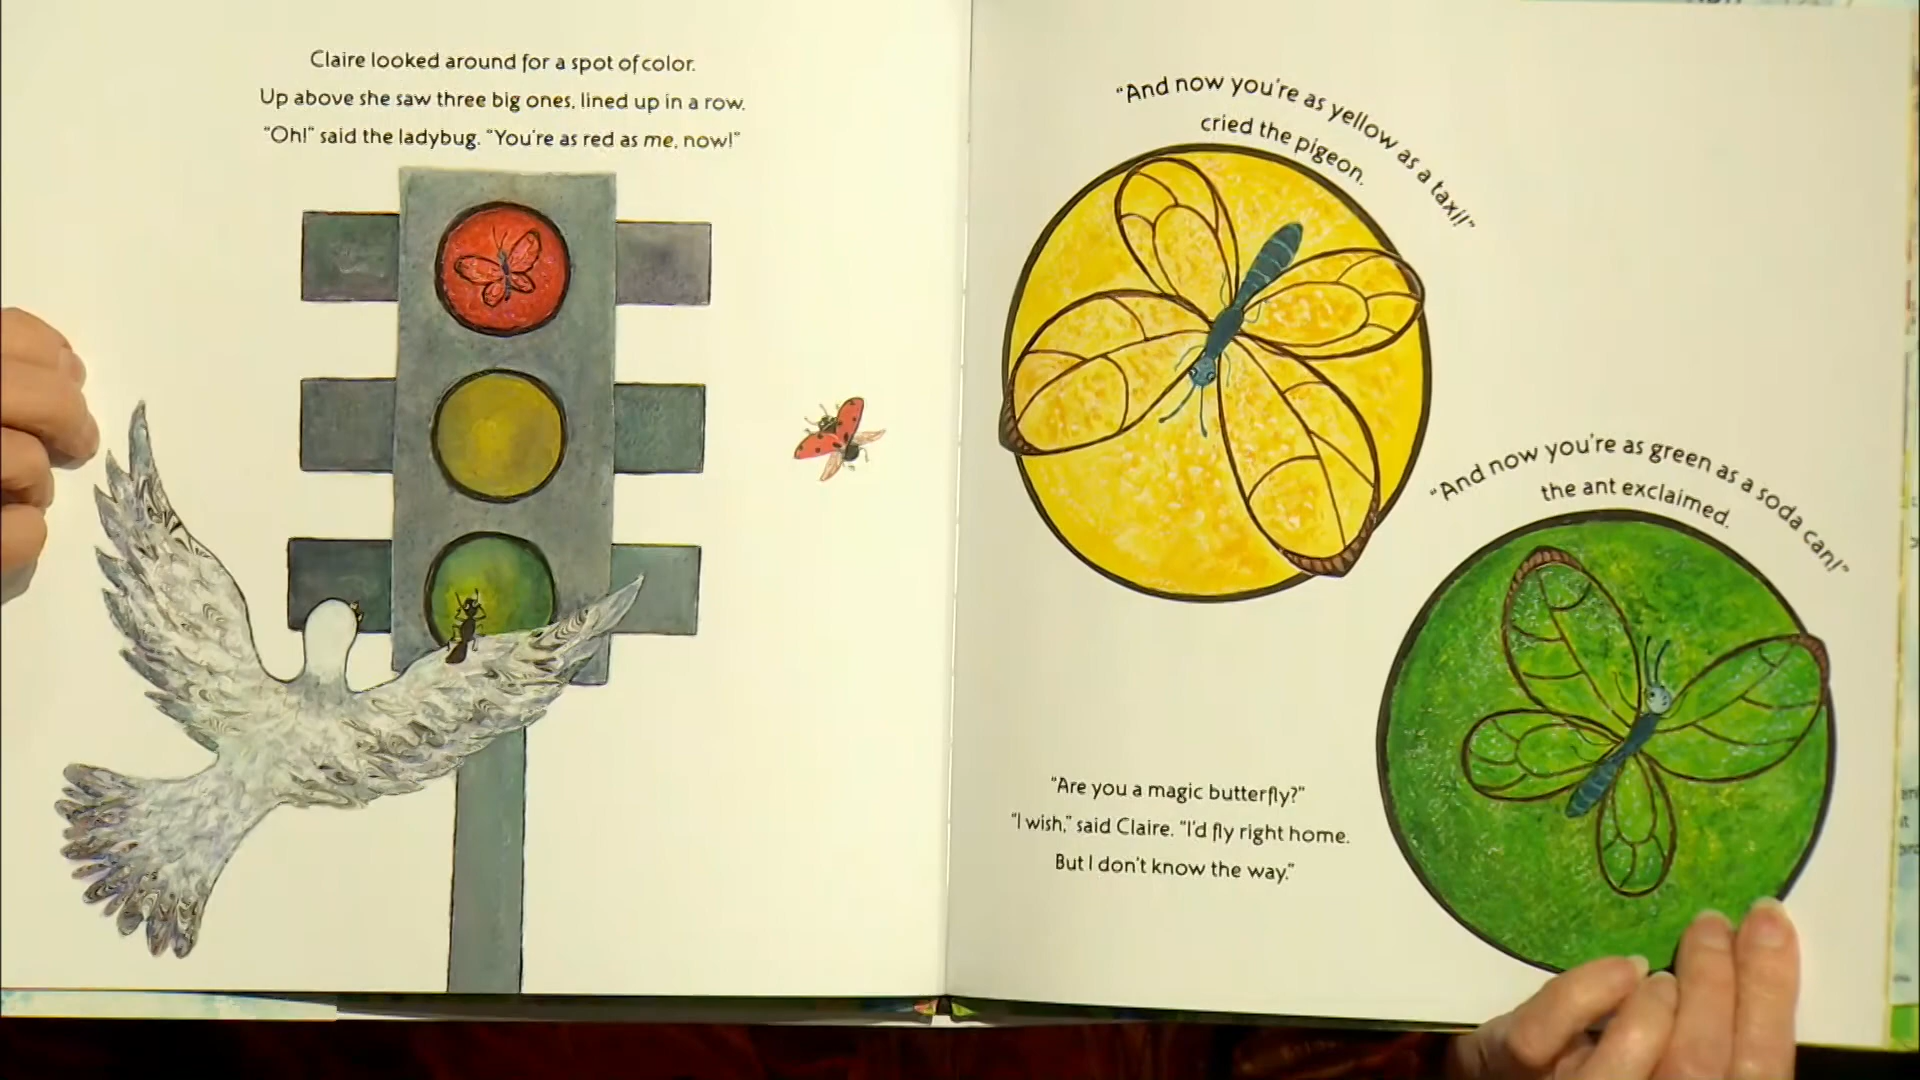 Claire looked around for a spot of color.
Up above she saw three big ones, lined up in a row.
"Oh!" said the ladybug. "You're as red as me, now!"
"And now you're as yellow as a taxi!"
cried the pigeon.
"And now you're as green as a soda can!"
the ant exclaimed.
"Are you a magic butterfly?"
"I wish," said Claire. "I'd fly right home.
But I don't know the way."